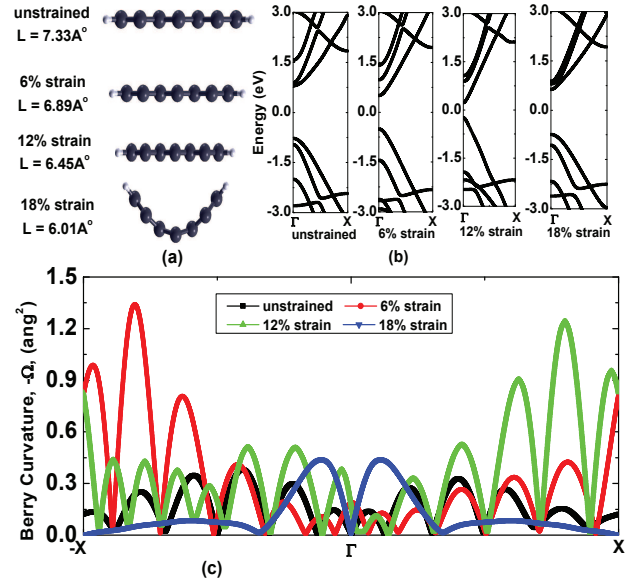 unstrained
L = 7.33A°
6% strain
L = 6.89A°
12% strain
L = 6.45A°
18% strain
L = 6.01A°
(a)
Energy (eV)
3.0
1.5
0.0
-1.5
-3.0
Γ X
unstrained
3.0
1.5
0.0
-1.5
-3.0
Γ X
6% strain
3.0
1.5
0.0
-1.5
-3.0
Γ X
12% strain
3.0
1.5
0.0
-1.5
-3.0
Γ X
18% strain
(b)
Berry Curvature, -Ω, (ang²)
1.5
1.2
0.9
0.6
0.3
0.0
unstrained 6% strain
12% strain 18% strain
-X Γ X
(c)